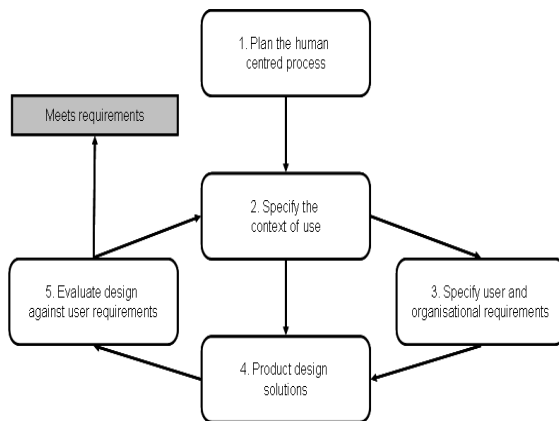 1. Plan the human
centred process
Meets requirements
2. Specify the
context of use
5. Evaluate design
against user requirements
3. Specify user and
organisational requirements
4. Product design
solutions